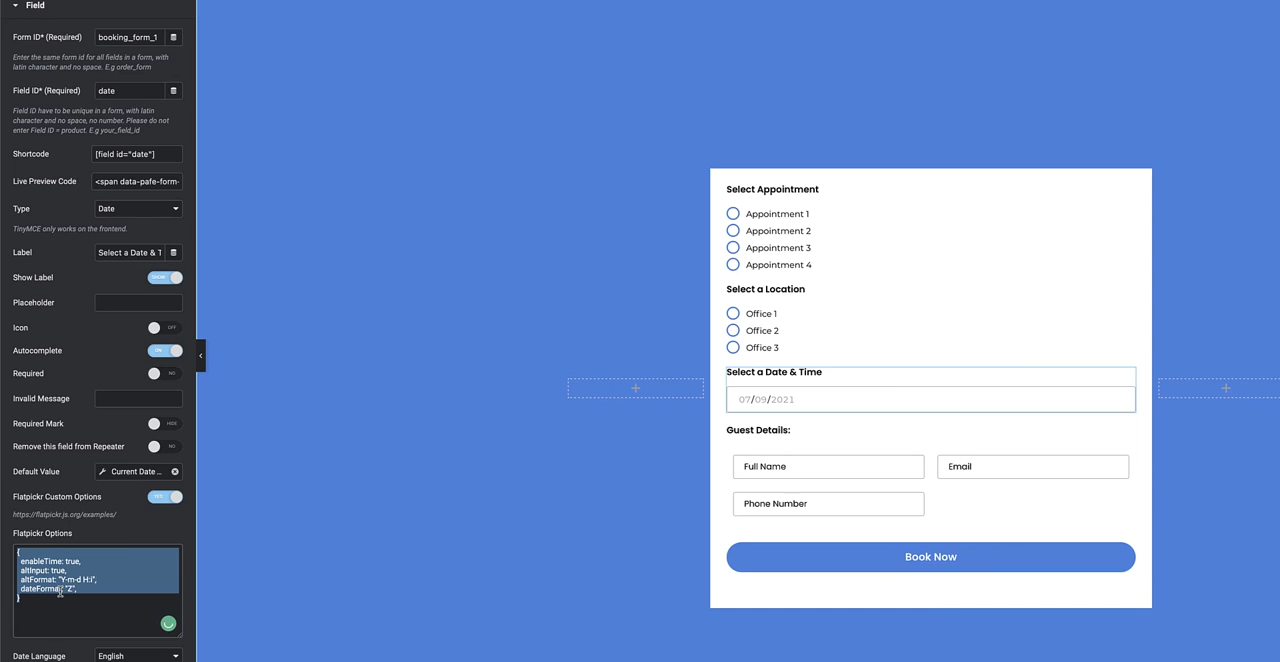 Field
Form ID* (Required)
booking_form_1
Enter the same form id for all fields in a form, with
latin character and no space. E.g order_form
Field ID* (Required)
date
Field ID have to be unique in a form, with latin
character and no space, no number. Please do not
enter Field ID = product. E.g your_field_id
Shortcode
[field id="date"]
Live Preview Code
<span data-pafe-form-
Type
Date
TinyMCE only works on the frontend.
Label
Select a Date & T
Show Label
SHOW
Placeholder
Icon
OFF
Autocomplete
ON
Required
NO
Invalid Message
Required Mark
HIDE
Remove this field from Repeater
NO
Default Value
Current Date ...
Flatpickr Custom Options
YES
https://flatpickr.js.org/examples/
Flatpickr Options
{
enableTime: true,
altInput: true,
altFormat: "Y-m-d H:i",
dateFormat: "Z",
}
Date Language
English
Select Appointment
Appointment 1
Appointment 2
Appointment 3
Appointment 4
Select a Location
Office 1
Office 2
Office 3
Select a Date & Time
07/09/2021
Guest Details:
Full Name
Email
Phone Number
Book Now